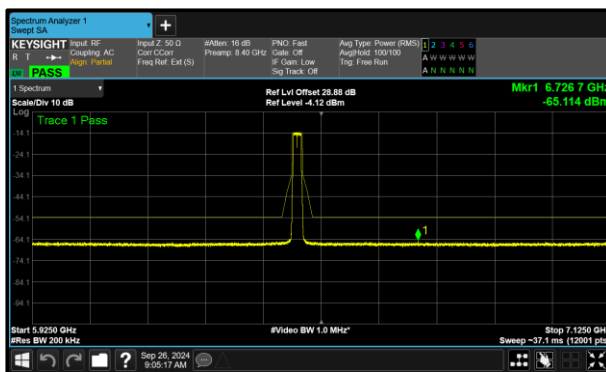 Spectrum Analyzer 1
Swept SA
+
KEYSIGHT Input: RF
R T Coupling: AC
Align: Partial
PASS
Input Z: 50 Ω
Corr CCorr
Freq Ref: Ext (S)
#Atten: 16 dB
Preamp: 8.40 GHz
PNO: Fast
Gate: Off
IF Gain: Low
Sig Track: Off
Avg Type: Power (RMS)
Avg|Hold: 100/100
Trig: Free Run
1 2 3 4 5 6
A W W W W W
A N N N N N
1 Spectrum
Scale/Div 10 dB
Ref Lvl Offset 28.88 dB
Ref Level -4.12 dBm
Mkr1 6.726 7 GHz
-65.114 dBm
Log
Trace 1 Pass
-14.1
-24.1
-34.1
-44.1
-54.1
-64.1
-74.1
-84.1
-94.1
1
Start 5.9250 GHz
#Res BW 200 kHz
#Video BW 1.0 MHz*
Stop 7.1250 GHz
Sweep ~37.1 ms (12001 pts)
?
Sep 26, 2024
9:05:17 AM